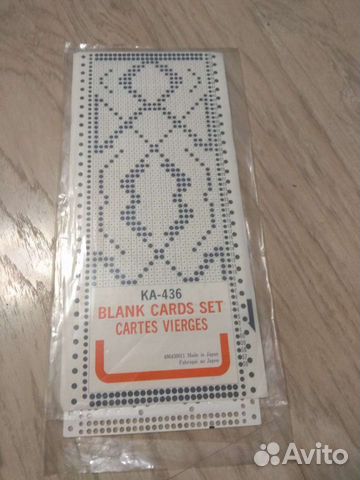 KA-436
BLANK CARDS SET
CARTES VIERGES
Made in Japan
Fabriqué au Japon
Avito